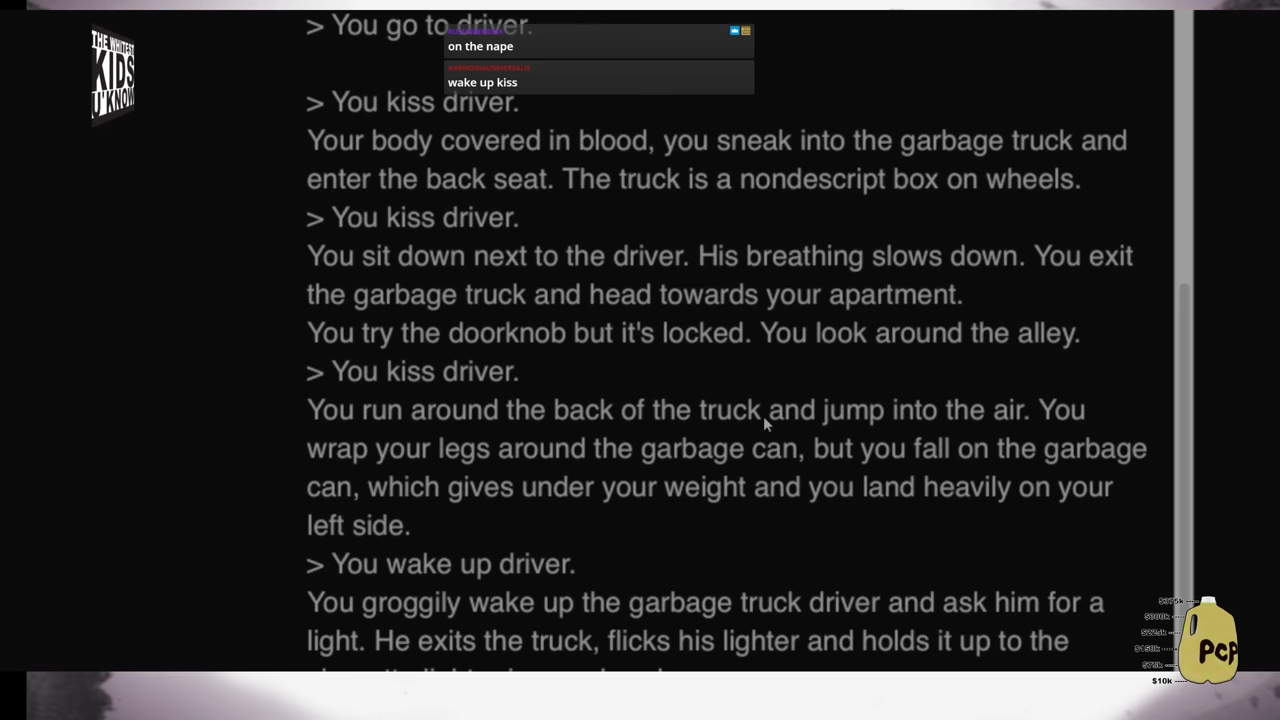 THE WHITEST
KIDS
U'KNOW
> You go to driver.
on the nape
wake up kiss
> You kiss driver.
Your body covered in blood, you sneak into the garbage truck and
enter the back seat. The truck is a nondescript box on wheels.
> You kiss driver.
You sit down next to the driver. His breathing slows down. You exit
the garbage truck and head towards your apartment.
You try the doorknob but it's locked. You look around the alley.
> You kiss driver.
You run around the back of the truck and jump into the air. You
wrap your legs around the garbage can, but you fall on the garbage
can, which gives under your weight and you land heavily on your
left side.
> You wake up driver.
You groggily wake up the garbage truck driver and ask him for a
light. He exits the truck, flicks his lighter and holds it up to the
$375k
$300k
$225k
$150k
$75k
$10k
PCP